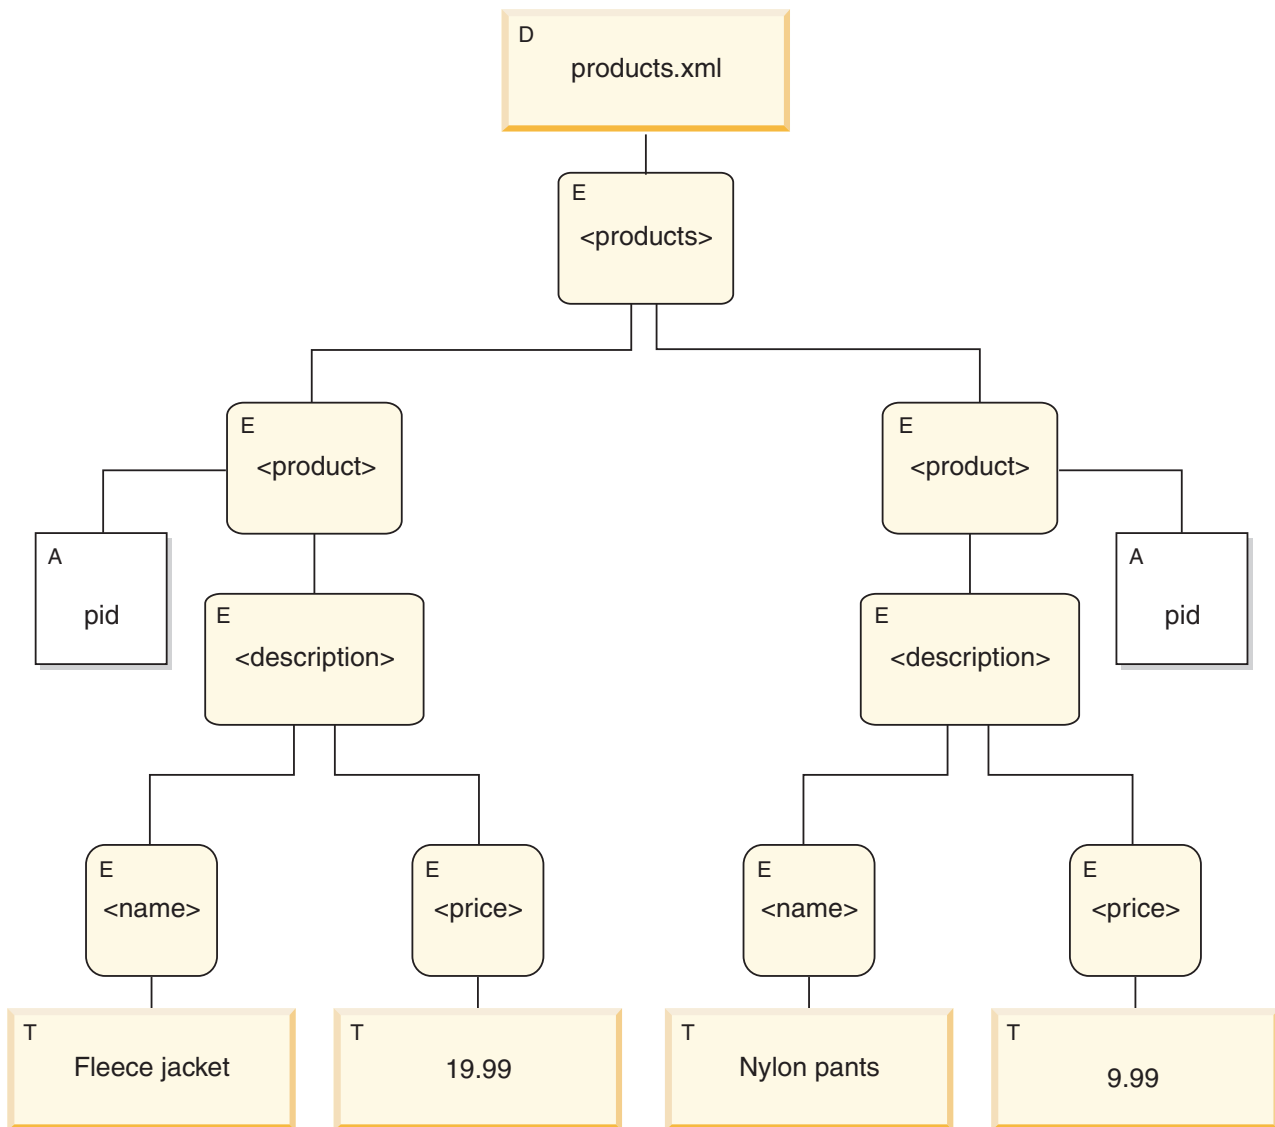 D
products.xml
E
<products>
E
<product>
E
<product>
A
pid
A
pid
E
<description>
E
<description>
E
<name>
E
<price>
E
<name>
E
<price>
T
Fleece jacket
T
19.99
T
Nylon pants
T
9.99